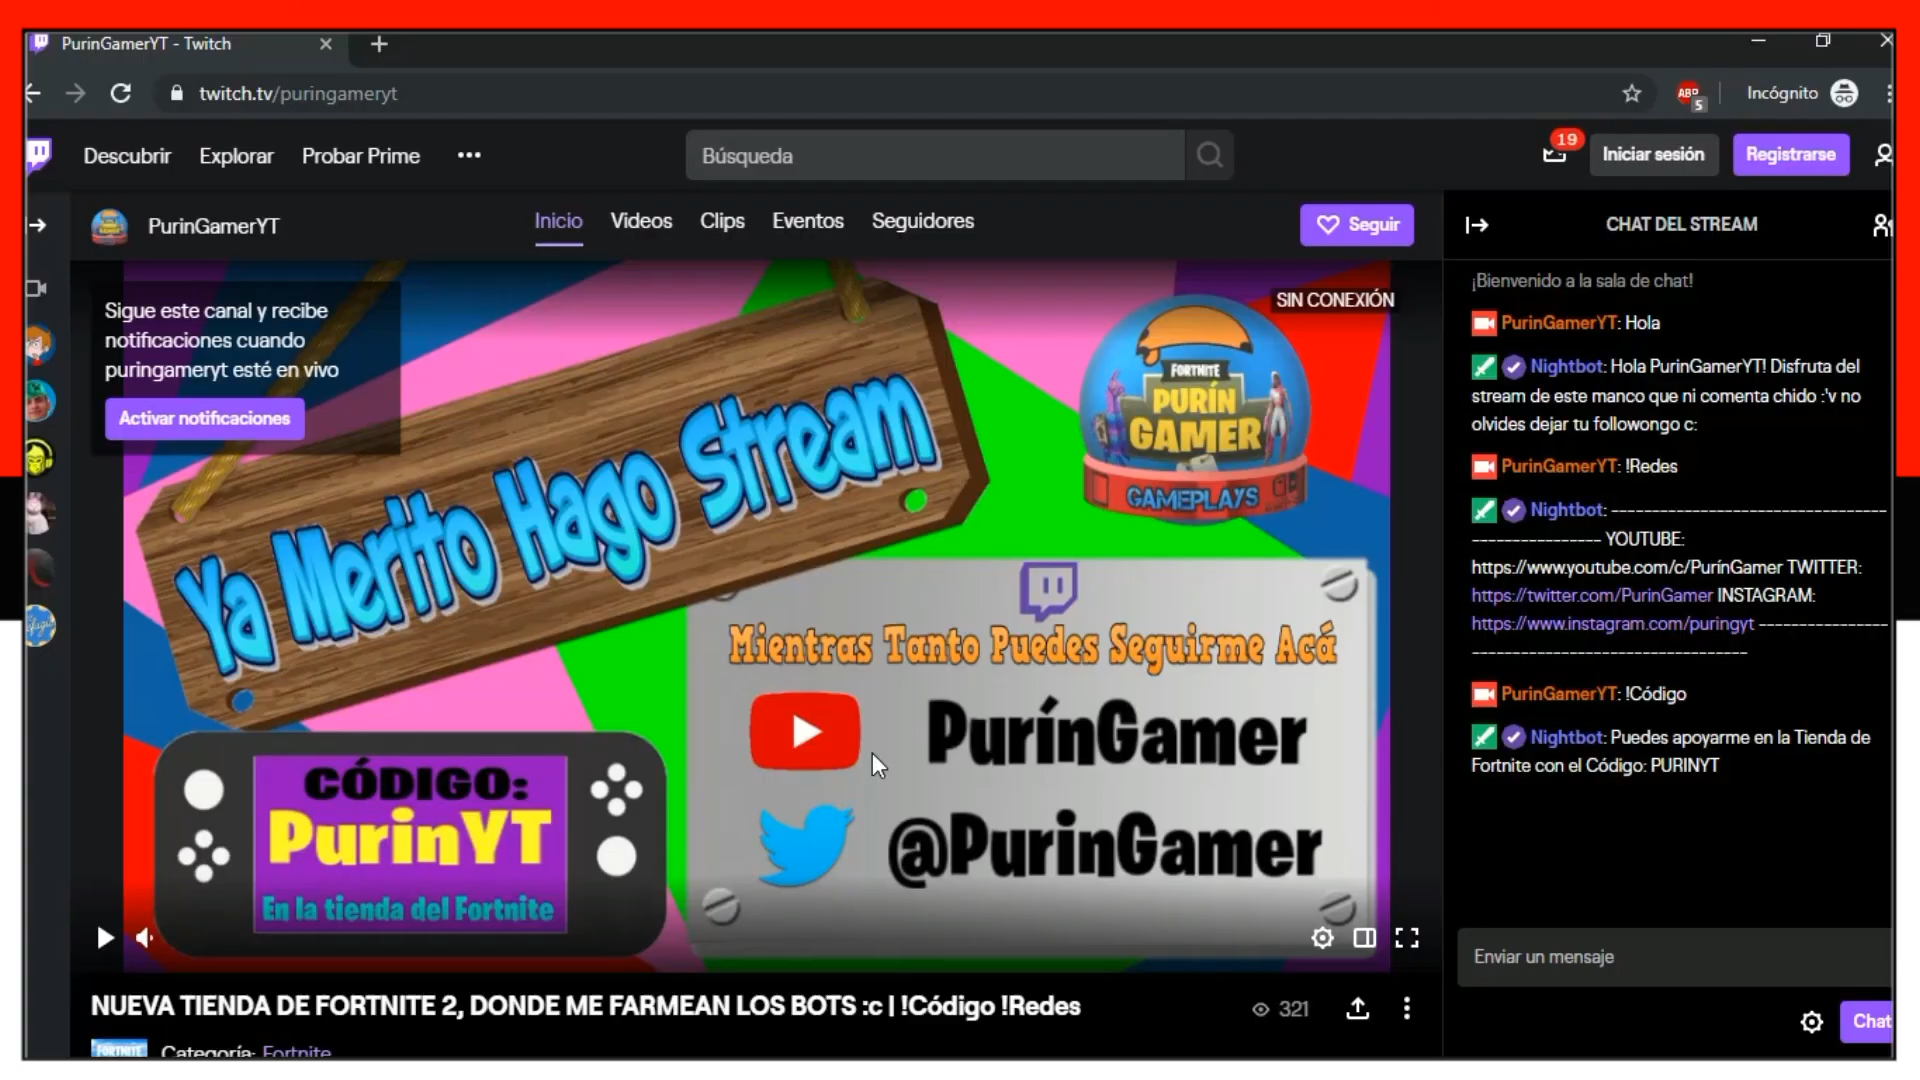 PurinGamerYT - Twitch
twitch.tv/puringameryt
ABP
5
Incógnito
Descubrir
Explorar
Probar Prime
Búsqueda
19
Iniciar sesión
Registrarse
PurinGamerYT
Inicio
Videos
Clips
Eventos
Seguidores
Seguir
CHAT DEL STREAM
Sigue este canal y recibe
notificaciones cuando
puringameryt esté en vivo
Activar notificaciones
SIN CONEXIÓN
Ya Merito Hago Stream
FORTNITE
PURÍN
GAMER
GAMEPLAYS
Mientras Tanto Puedes Seguirme Acá
PurínGamer
@PurinGamer
CÓDIGO:
PurinYT
En la tienda del Fortnite
NUEVA TIENDA DE FORTNITE 2, DONDE ME FARMEAN LOS BOTS :c | !Código !Redes
321
FORTNITE
Categoría: Fortnite
¡Bienvenido a la sala de chat!
PurinGamerYT: Hola
Nightbot: Hola PurinGamerYT! Disfruta del
stream de este manco que ni comenta chido :'v no
olvides dejar tu followongo c:
PurinGamerYT: !Redes
Nightbot: ----------------------------------
---------------- YOUTUBE:
https://www.youtube.com/c/PurínGamer TWITTER:
https://twitter.com/PurinGamer INSTAGRAM:
https://www.instagram.com/puringyt ----------------
----------------------------------
PurinGamerYT: !Código
Nightbot: Puedes apoyarme en la Tienda de
Fortnite con el Código: PURINYT
Enviar un mensaje
Chat